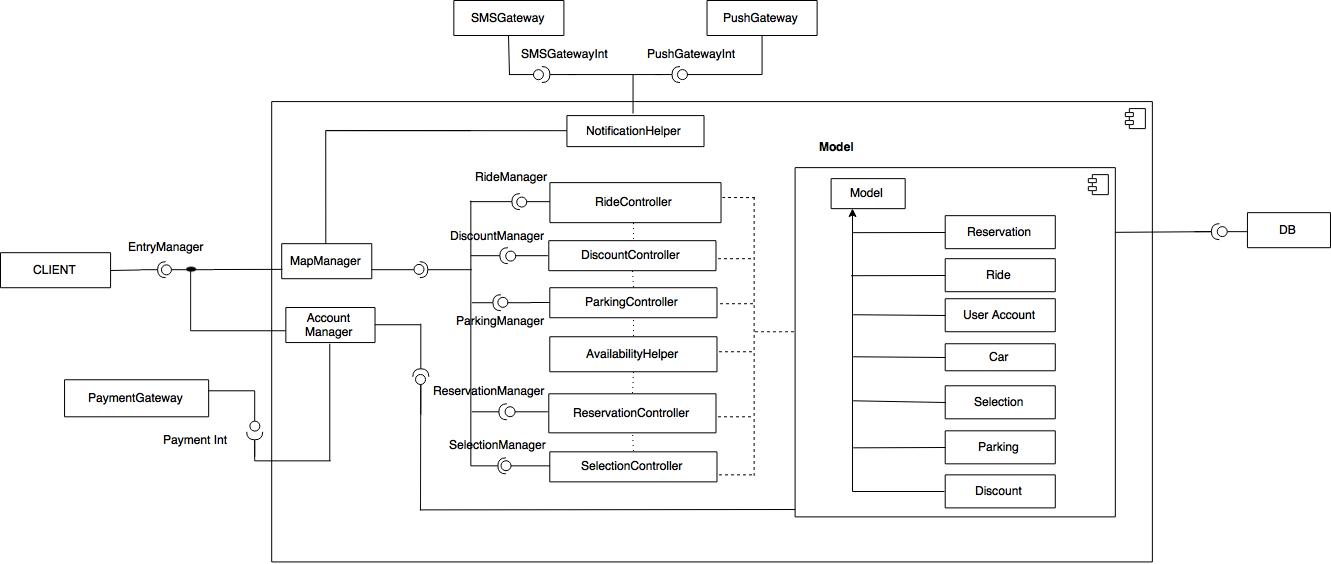 SMSGateway
PushGateway
SMSGatewayInt
PushGatewayInt
NotificationHelper
Model
RideManager
Model
RideController
Reservation
DB
DiscountManager
EntryManager
DiscountController
MapManager
CLIENT
Ride
ParkingController
User Account
Account
Manager
ParkingManager
AvailabilityHelper
Car
ReservationManager
PaymentGateway
Selection
ReservationController
Payment Int
SelectionManager
Parking
SelectionController
Discount